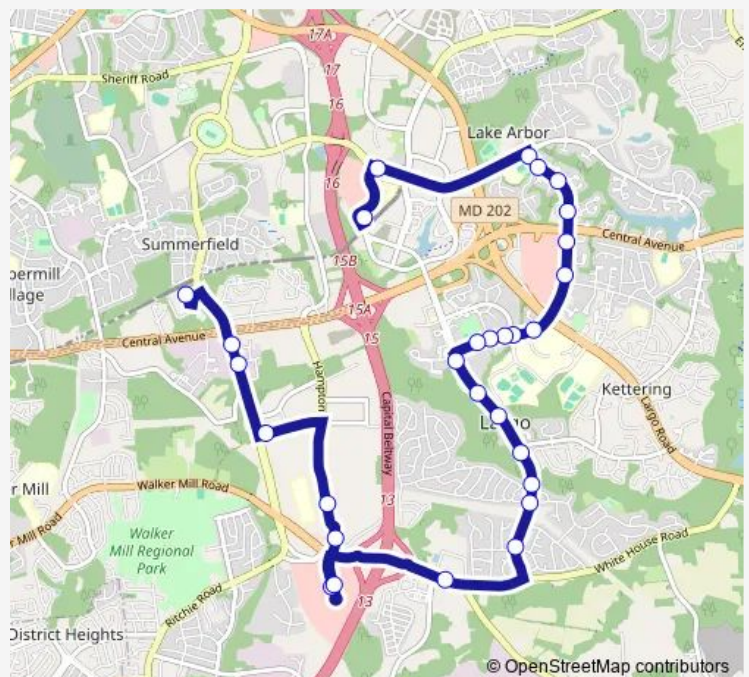 17A
17
Sheriff Road
16
Lake Arbor
16
MD 202
Summerfield
Central Avenue
15B
15A
Central Avenue
15
Hampton
Kettering
Capital Beltway
Largo Road
Walker Mill Road
13
Walker
Mill Regional
Park
White House Road
Ritchie Road
13
District Heights
© OpenStreetMap contributors